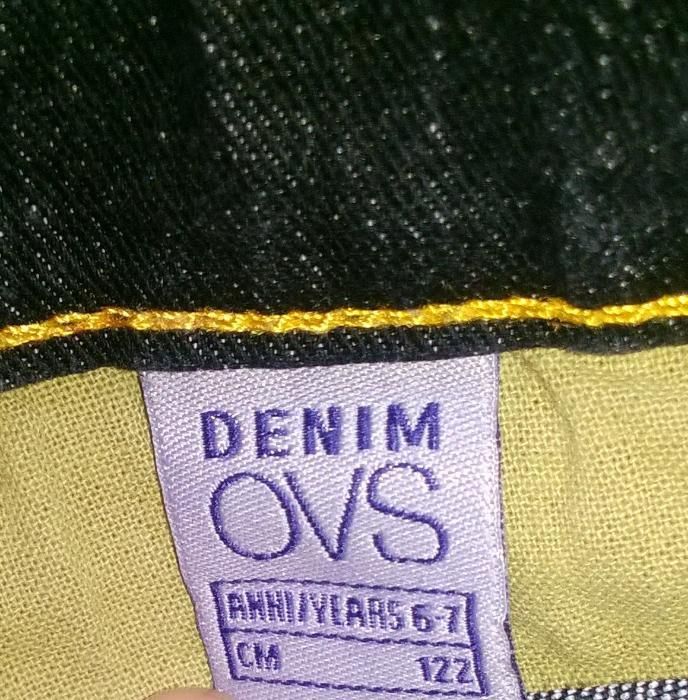 DENIM
OVS
ANNI/YEARS 6-7
CM 122